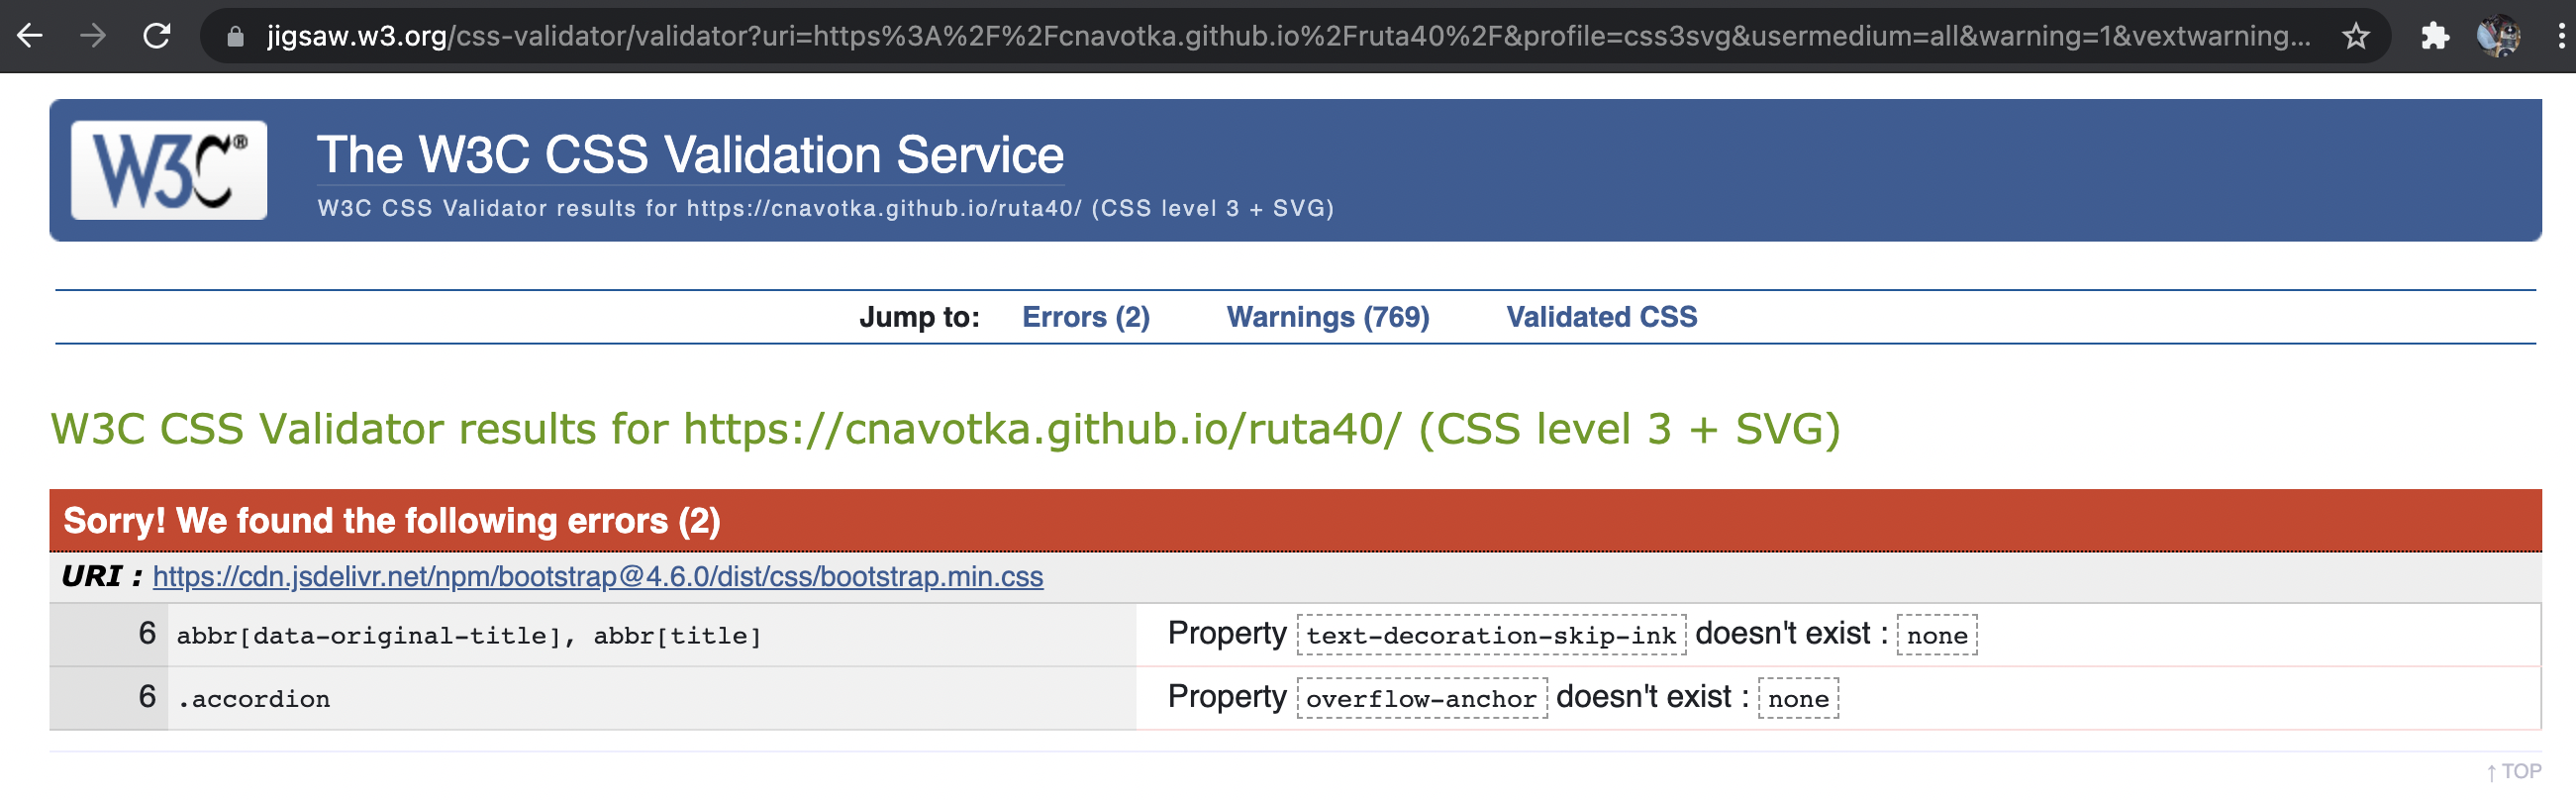 jigsaw.w3.org/css-validator/validator?uri=https%3A%2F%2Fcnavotka.github.io%2Fruta40%2F&profile=css3svg&usermedium=all&warning=1&vextwarning...
W3C®
The W3C CSS Validation Service
W3C CSS Validator results for https://cnavotka.github.io/ruta40/ (CSS level 3 + SVG)
Jump to: Errors (2) Warnings (769) Validated CSS
W3C CSS Validator results for https://cnavotka.github.io/ruta40/ (CSS level 3 + SVG)
Sorry! We found the following errors (2)
URI : https://cdn.jsdelivr.net/npm/bootstrap@4.6.0/dist/css/bootstrap.min.css
6 abbr[data-original-title], abbr[title] Property text-decoration-skip-ink doesn't exist : none
6 .accordion Property overflow-anchor doesn't exist : none
↑ TOP